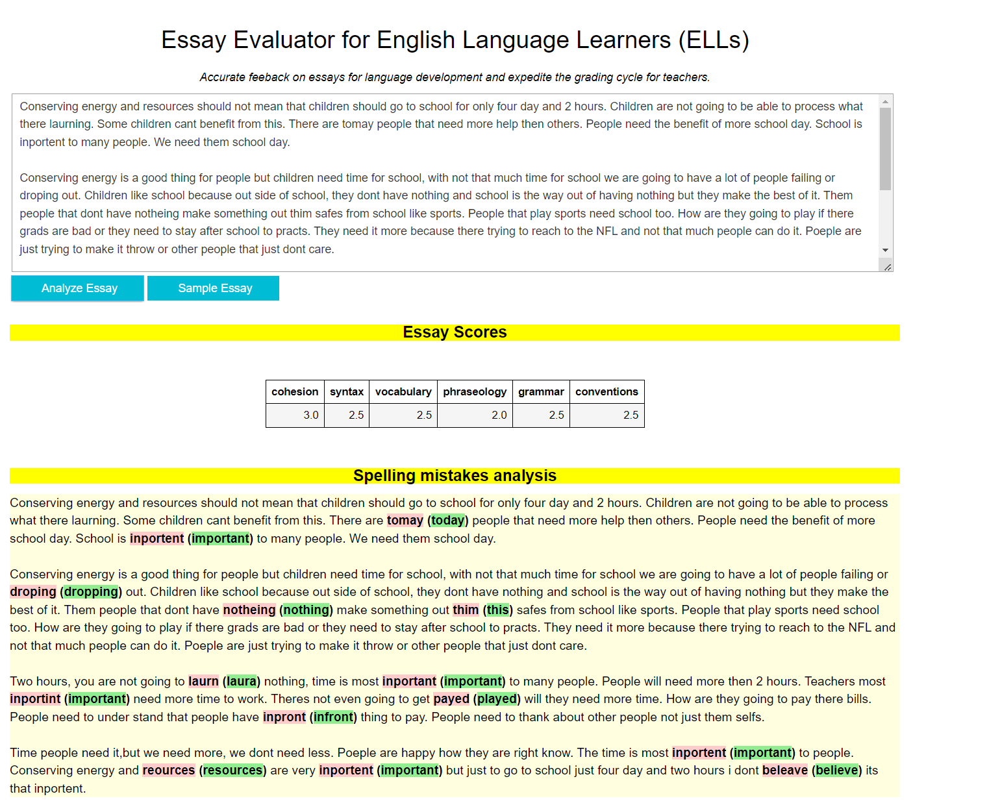 Essay Evaluator for English Language Learners (ELLs)
Accurate feeback on essays for language development and expedite the grading cycle for teachers.
Conserving energy and resources should not mean that children should go to school for only four day and 2 hours. Children are not going to be able to process what
there laurning. Some children cant benefit from this. There are tomay people that need more help then others. People need the benefit of more school day. School is
inportent to many people. We need them school day.
Conserving energy is a good thing for people but children need time for school, with not that much time for school we are going to have a lot of people failing or
droping out. Children like school because out side of school, they dont have nothing and school is the way out of having nothing but they make the best of it. Them
people that dont have notheing make something out thim safes from school like sports. People that play sports need school too. How are they going to play if there
grads are bad or they need to stay after school to practs. They need it more because there trying to reach to the NFL and not that much people can do it. Poeple are
just trying to make it throw or other people that just dont care.
Analyze Essay Sample Essay
Essay Scores
cohesion syntax vocabulary phraseology grammar conventions
3.0 2.5 2.5 2.0 2.5 2.5
Spelling mistakes analysis
Conserving energy and resources should not mean that children should go to school for only four day and 2 hours. Children are not going to be able to process
what there laurning. Some children cant benefit from this. There are tomay (today) people that need more help then others. People need the benefit of more
school day. School is inportent (important) to many people. We need them school day.
Conserving energy is a good thing for people but children need time for school, with not that much time for school we are going to have a lot of people failing or
droping (dropping) out. Children like school because out side of school, they dont have nothing and school is the way out of having nothing but they make the
best of it. Them people that dont have notheing (nothing) make something out thim (this) safes from school like sports. People that play sports need school
too. How are they going to play if there grads are bad or they need to stay after school to practs. They need it more because there trying to reach to the NFL and
not that much people can do it. Poeple are just trying to make it throw or other people that just dont care.
Two hours, you are not going to laurn (laura) nothing, time is most inportant (important) to many people. People will need more then 2 hours. Teachers most
inportint (important) need more time to work. Theres not even going to get payed (played) will they need more time. How are they going to pay there bills.
People need to under stand that people have inpront (infront) thing to pay. People need to thank about other people not just them selfs.
Time people need it,but we need more, we dont need less. Poeple are happy how they are right know. The time is most inportent (important) to people.
Conserving energy and reources (resources) are very inportent (important) but just to go to school just four day and two hours i dont beleave (believe) its
that inportent.